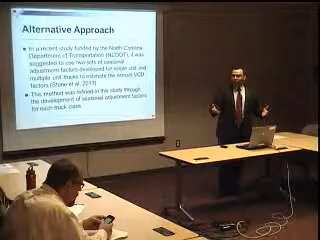 Alternative Approach
In a recent study funded by the North Carolina
Department of Transportation (NCDOT), it was
suggested to use two sets of seasonal
adjustment factors developed for single unit and
multiple unit trucks to estimate the annual VCD
factors (Stone et al. 2011)
This method was refined in this study through
the development of seasonal adjustment factors
for each truck class